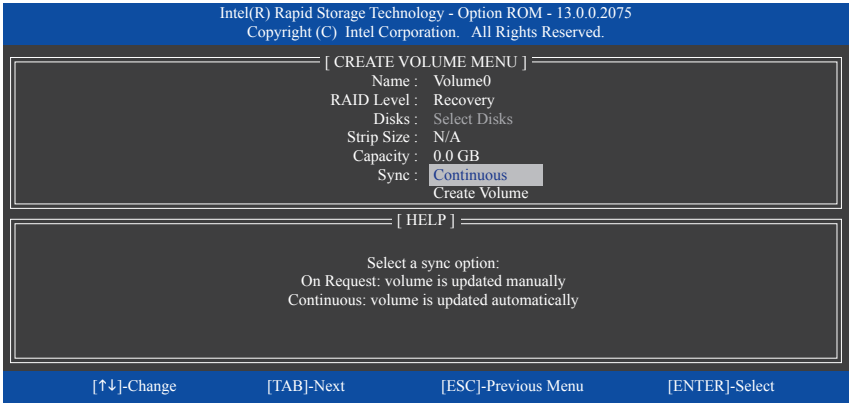 Intel(R) Rapid Storage Technology - Option ROM - 13.0.0.2075
Copyright (C) Intel Corporation. All Rights Reserved.
[ CREATE VOLUME MENU ]
Name : Volume0
RAID Level : Recovery
Disks : Select Disks
Strip Size : N/A
Capacity : 0.0 GB
Sync : Continuous
Create Volume
[ HELP ]
Select a sync option:
On Request: volume is updated manually
Continuous: volume is updated automatically
[↑↓]-Change [TAB]-Next [ESC]-Previous Menu [ENTER]-Select